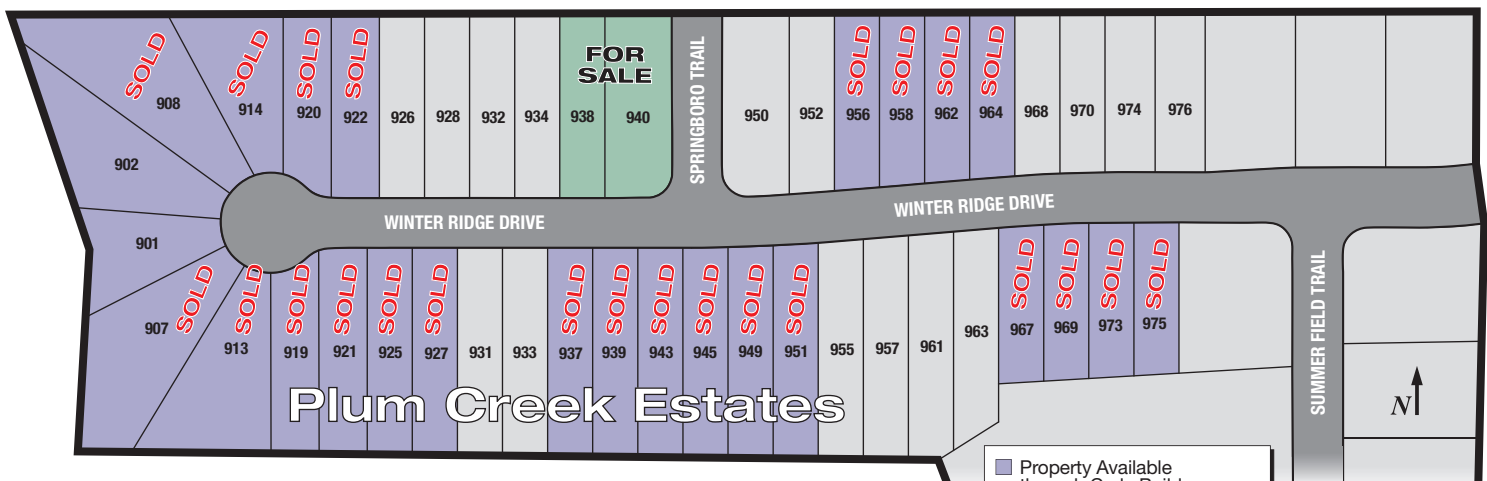 SOLD
SOLD
SOLD
SOLD
FOR
SALE
SPRINGBORO TRAIL
SOLD
SOLD
SOLD
SOLD
908
914
920
922
926
928
932
934
938
940
950
952
956
958
962
964
968
970
974
976
902
901
WINTER RIDGE DRIVE
WINTER RIDGE DRIVE
907
SOLD
SOLD
913
SOLD
919
SOLD
921
SOLD
925
SOLD
927
931
933
SOLD
937
SOLD
939
SOLD
943
SOLD
945
SOLD
949
SOLD
951
955
957
961
963
SOLD
967
SOLD
969
SOLD
973
SOLD
975
SUMMER FIELD TRAIL
Plum Creek Estates
N
Property Available